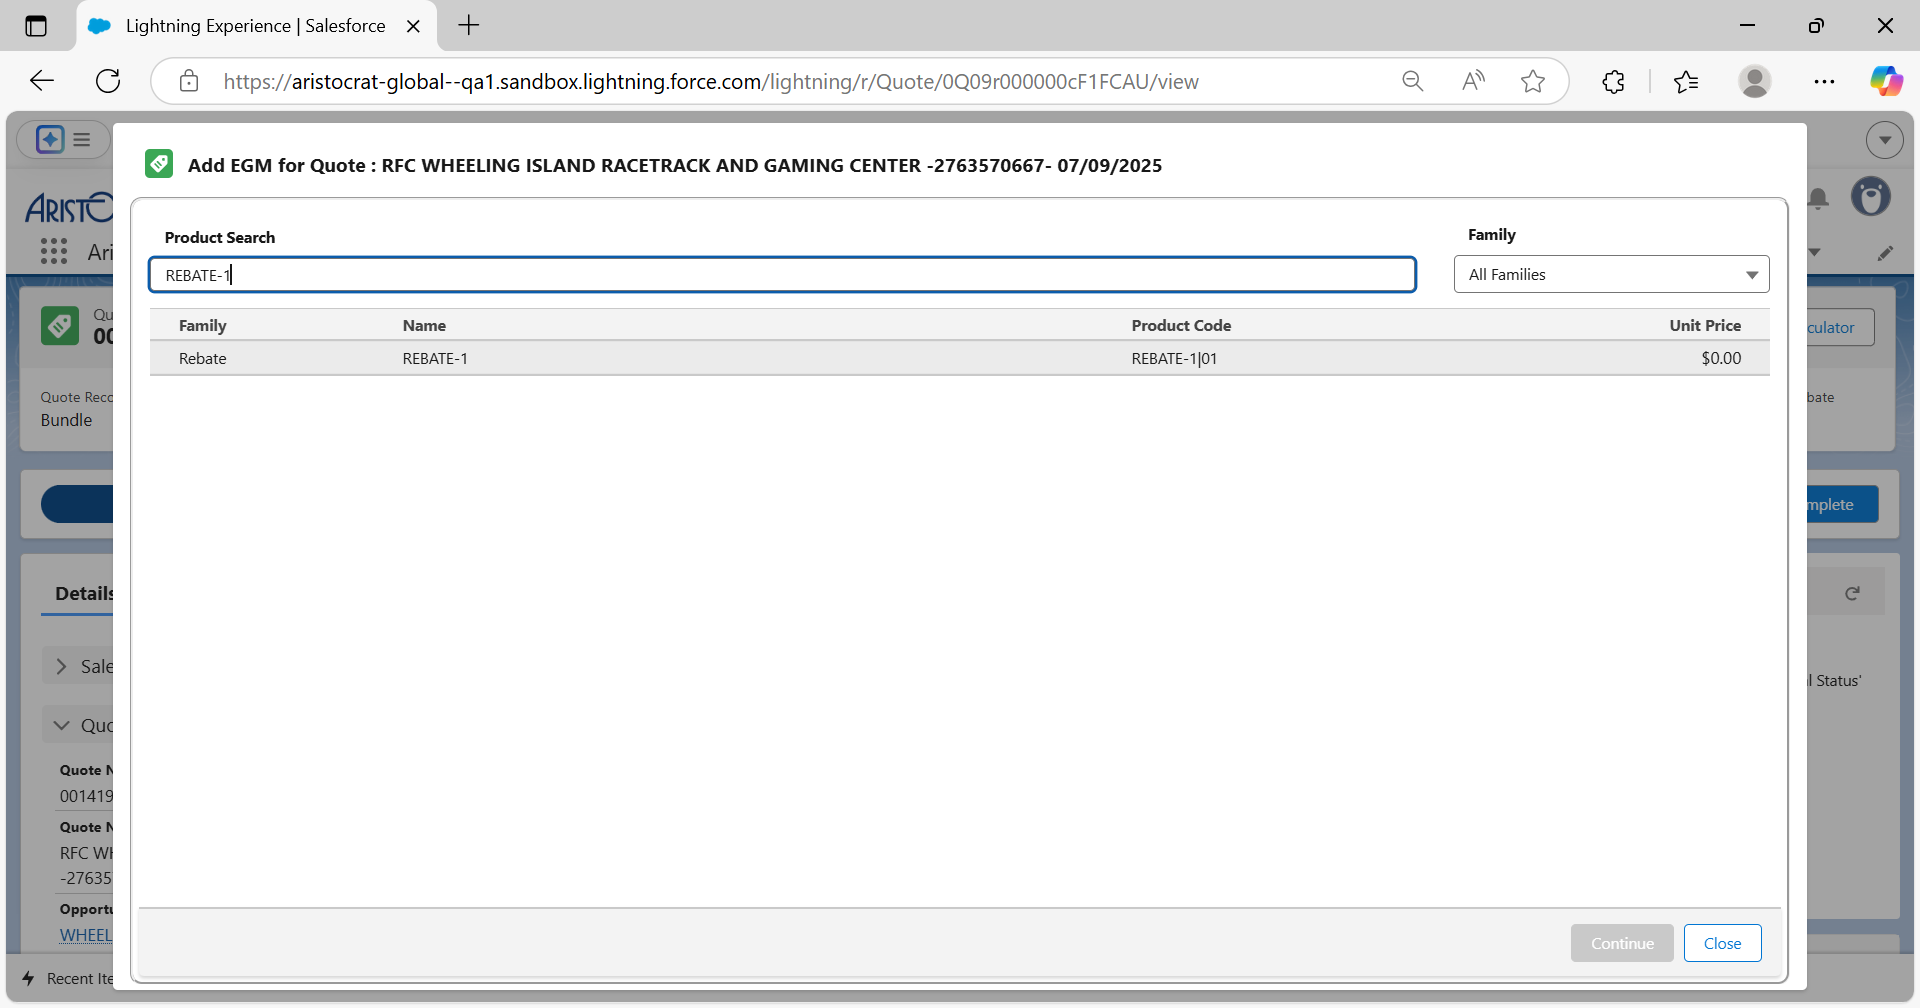 Lightning Experience | Salesforce
https://aristocrat-global--qa1.sandbox.lightning.force.com/lightning/r/Quote/0Q09r000000cF1FCAU/view
Add EGM for Quote : RFC WHEELING ISLAND RACETRACK AND GAMING CENTER -2763570667- 07/09/2025
Product Search
Family
REBATE-1
All Families
Family Name Product Code Unit Price
Rebate REBATE-1 REBATE-1|01 $0.00
Continue
Close
ARISTO
Ari
Qu
00
culator
Quote Reco
Bundle
bate
mplete
Details
Sale
l Status'
Quo
Quote N
001419
Quote N
RFC WH
-27635
Opportu
WHEEL
Recent Ite